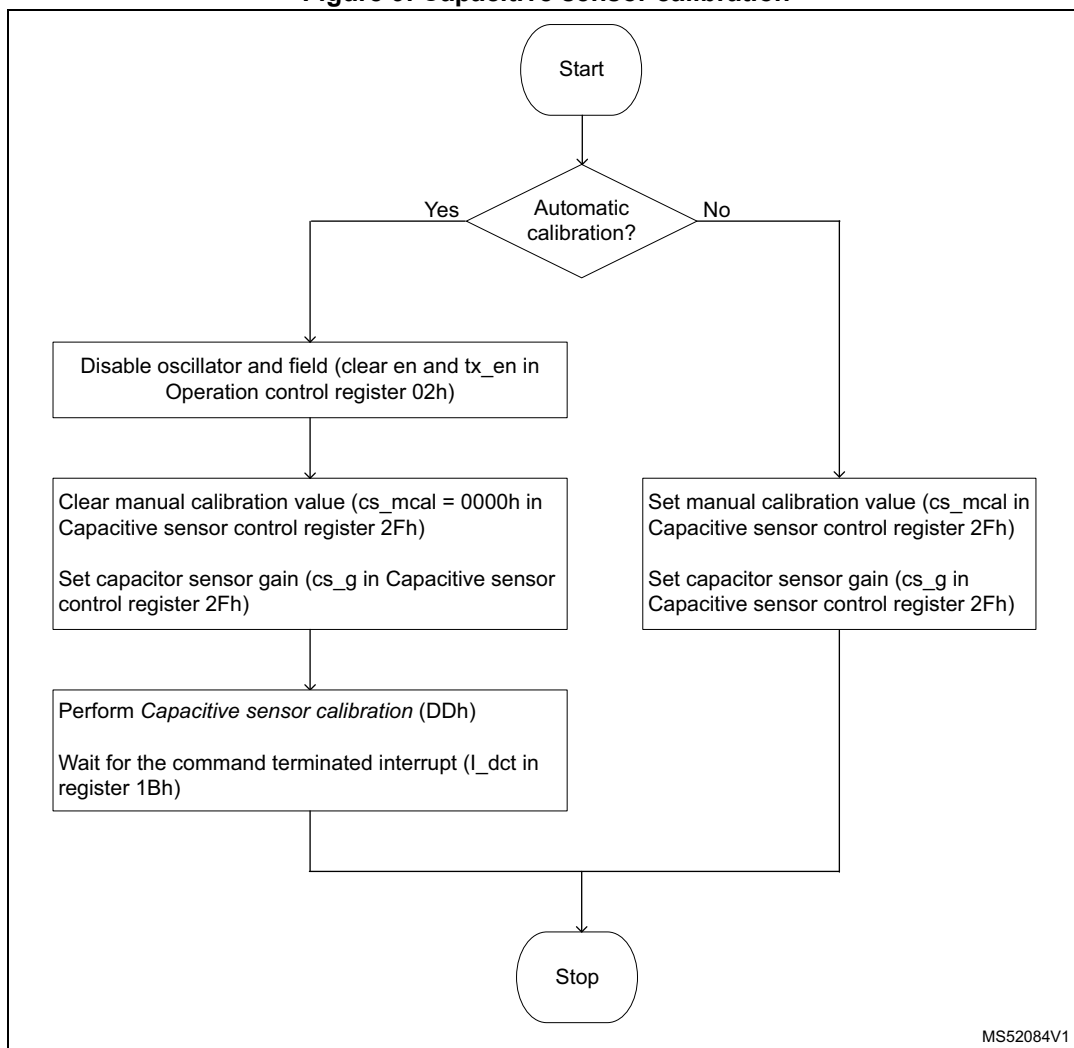 Start
Automatic
calibration?
Yes
No
Disable oscillator and field (clear en and tx_en in
Operation control register 02h)
Clear manual calibration value (cs_mcal = 0000h in
Capacitive sensor control register 2Fh)
Set capacitor sensor gain (cs_g in Capacitive sensor
control register 2Fh)
Perform Capacitive sensor calibration (DDh)
Wait for the command terminated interrupt (I_dct in
register 1Bh)
Set manual calibration value (cs_mcal in
Capacitive sensor control register 2Fh)
Set capacitor sensor gain (cs_g in
Capacitive sensor control register 2Fh)
Stop
MS52084V1